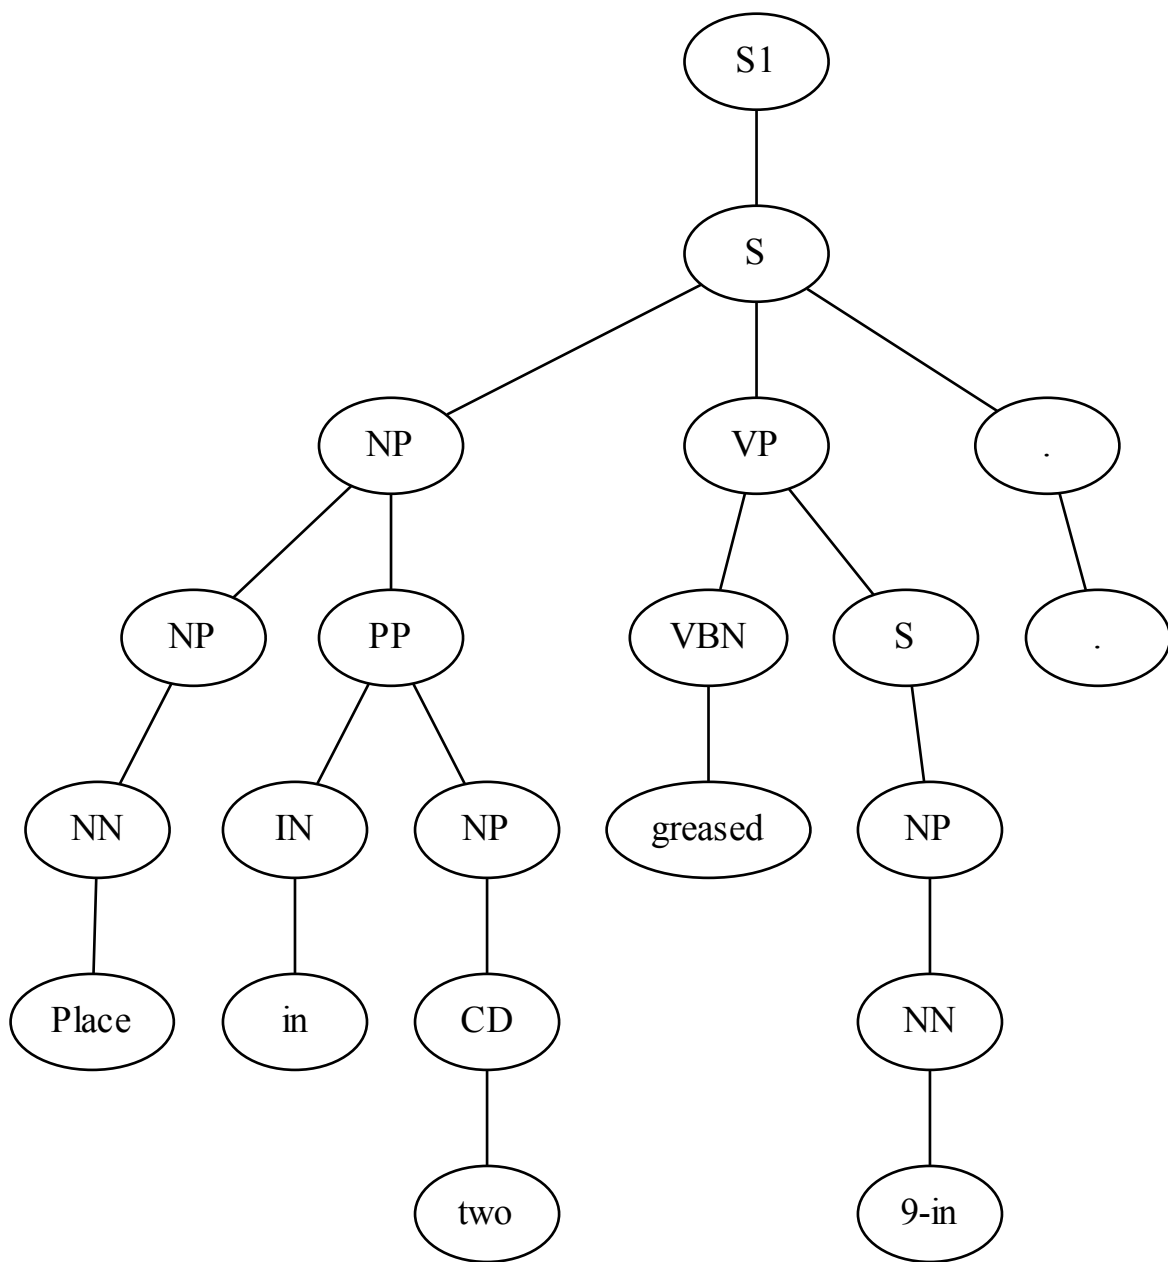 S1
S
NP VP .
NP PP VBN S .
NN IN NP greased NP
Place in CD NN
two 9-in